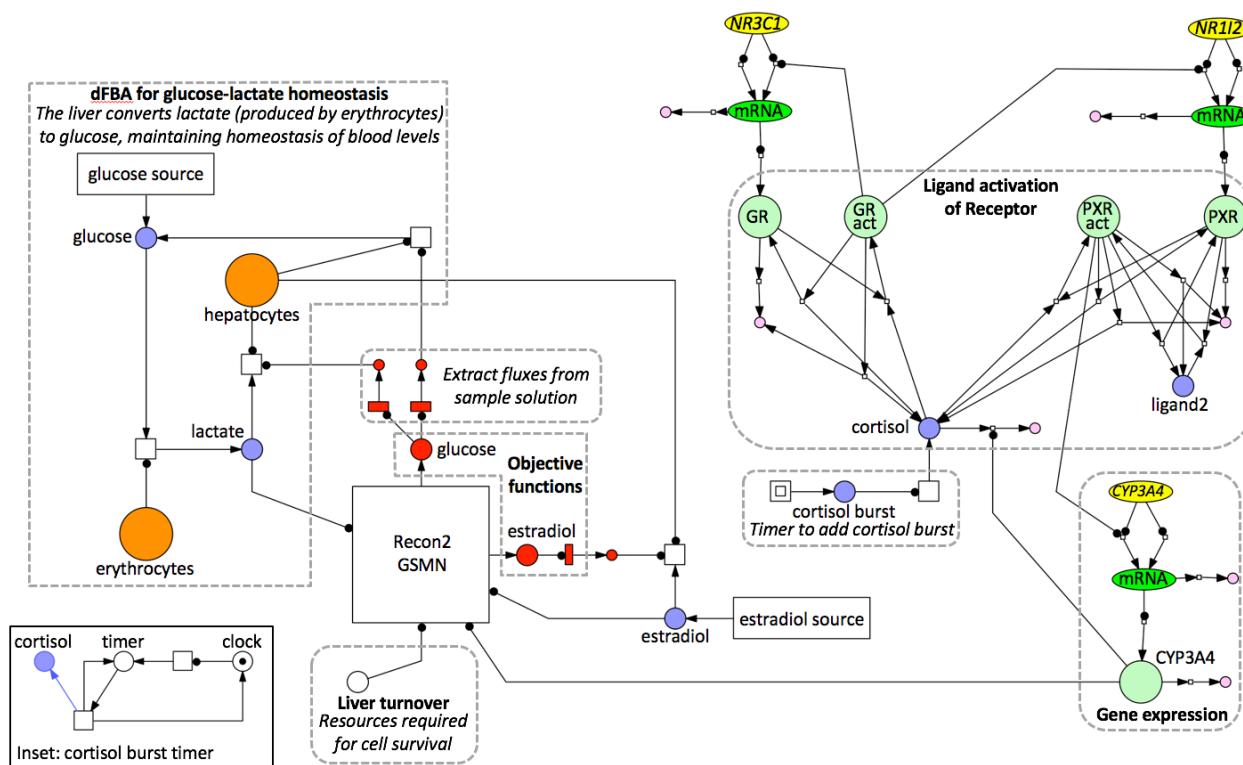 NR3C1
NR1I2
mRNA
mRNA
dFBA for glucose-lactate homeostasis
The liver converts lactate (produced by erythrocytes)
to glucose, maintaining homeostasis of blood levels
glucose source
glucose
hepatocytes
Extract fluxes from
sample solution
lactate
glucose
Objective
functions
erythrocytes
Recon2
GSMN
estradiol
estradiol
estradiol source
Liver turnover
Resources required
for cell survival
Ligand activation
of Receptor
GR
GR
act
PXR
act
PXR
ligand2
cortisol
cortisol burst
Timer to add cortisol burst
CYP3A4
mRNA
CYP3A4
Gene expression
cortisol
timer
clock
Inset: cortisol burst timer